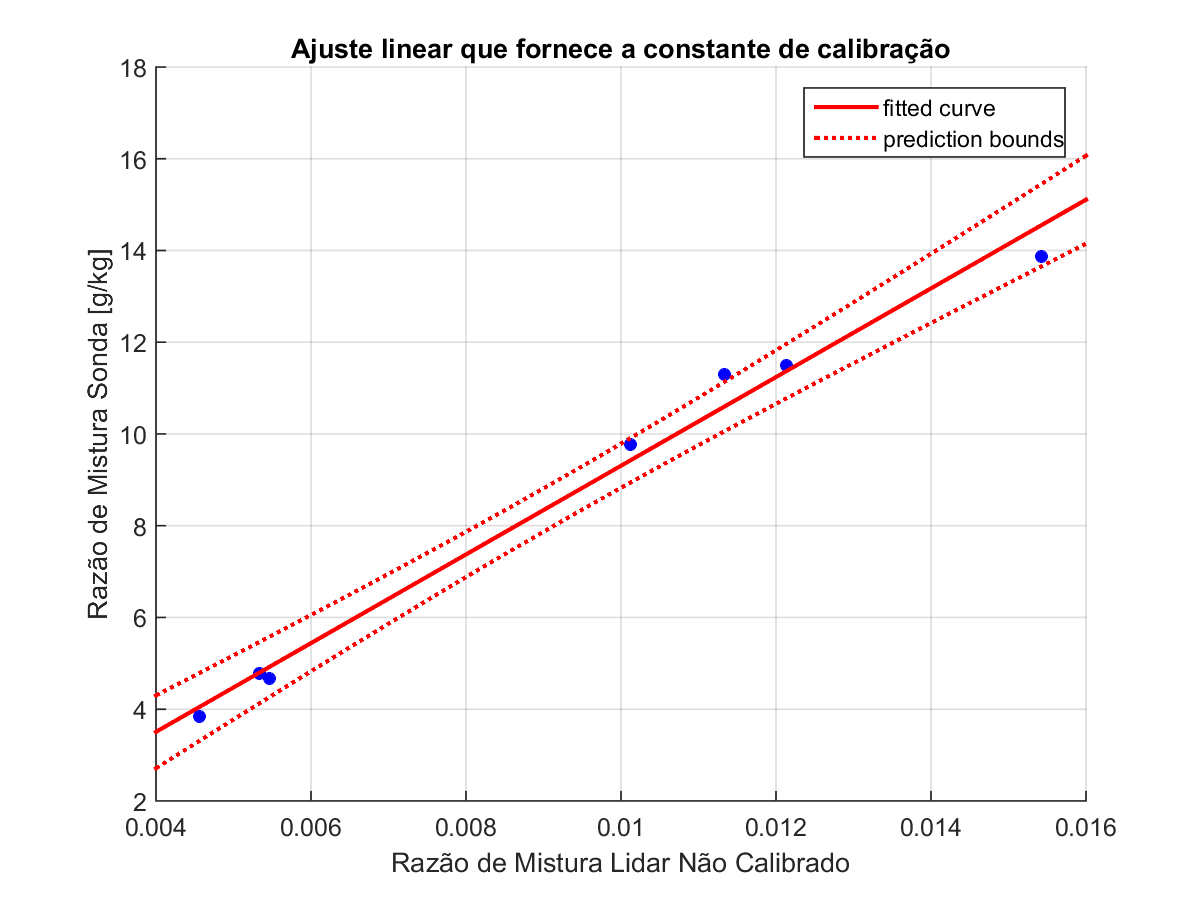 Ajuste linear que fornece a constante de calibração
fitted curve
prediction bounds
18
16
14
12
10
8
6
4
2
Razão de Mistura Sonda [g/kg]
0.004 0.006 0.008 0.01 0.012 0.014 0.016
Razão de Mistura Lidar Não Calibrado